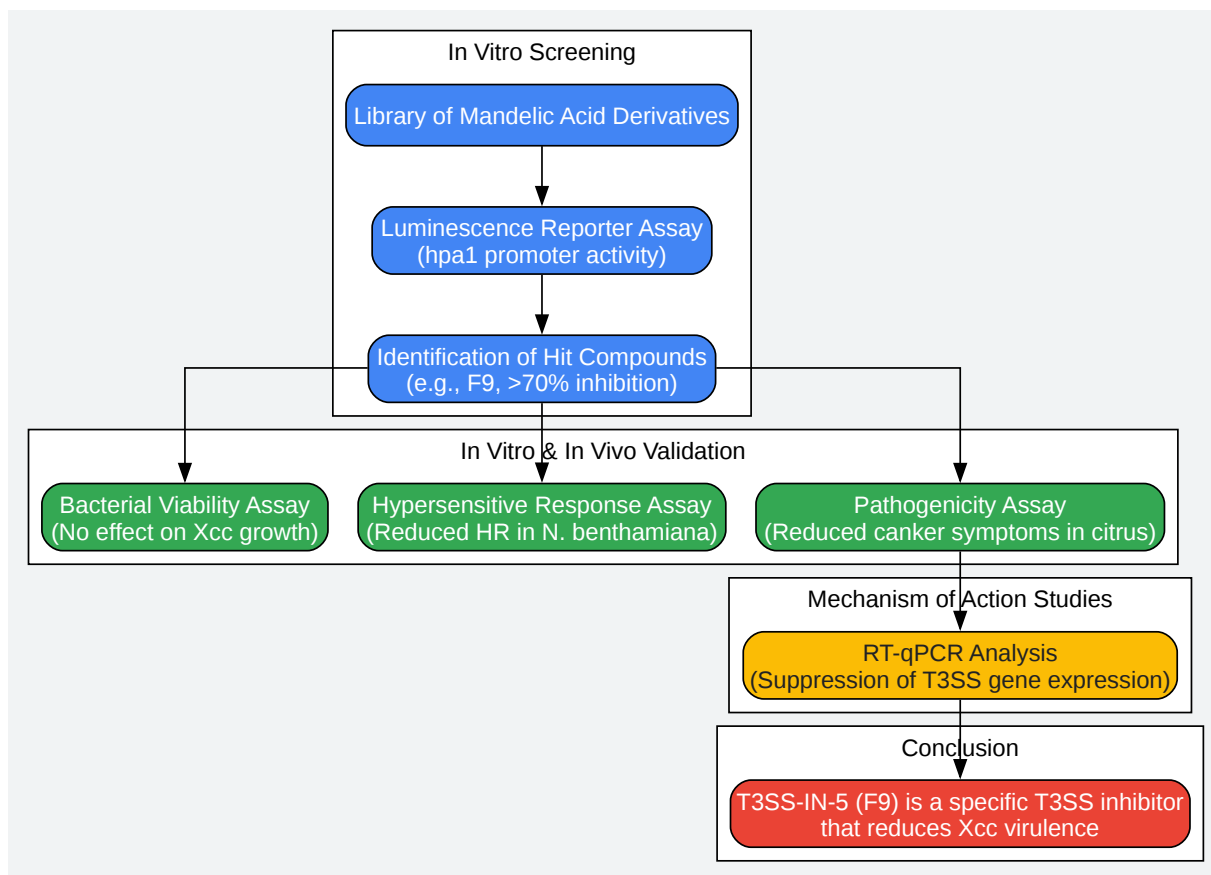 In Vitro Screening
Library of Mandelic Acid Derivatives
Luminescence Reporter Assay
(hpa1 promoter activity)
Identification of Hit Compounds
(e.g., F9, >70% inhibition)
In Vitro & In Vivo Validation
Bacterial Viability Assay
(No effect on Xcc growth)
Hypersensitive Response Assay
(Reduced HR in N. benthamiana)
Pathogenicity Assay
(Reduced canker symptoms in citrus)
Mechanism of Action Studies
RT-qPCR Analysis
(Suppression of T3SS gene expression)
Conclusion
T3SS-IN-5 (F9) is a specific T3SS inhibitor
that reduces Xcc virulence